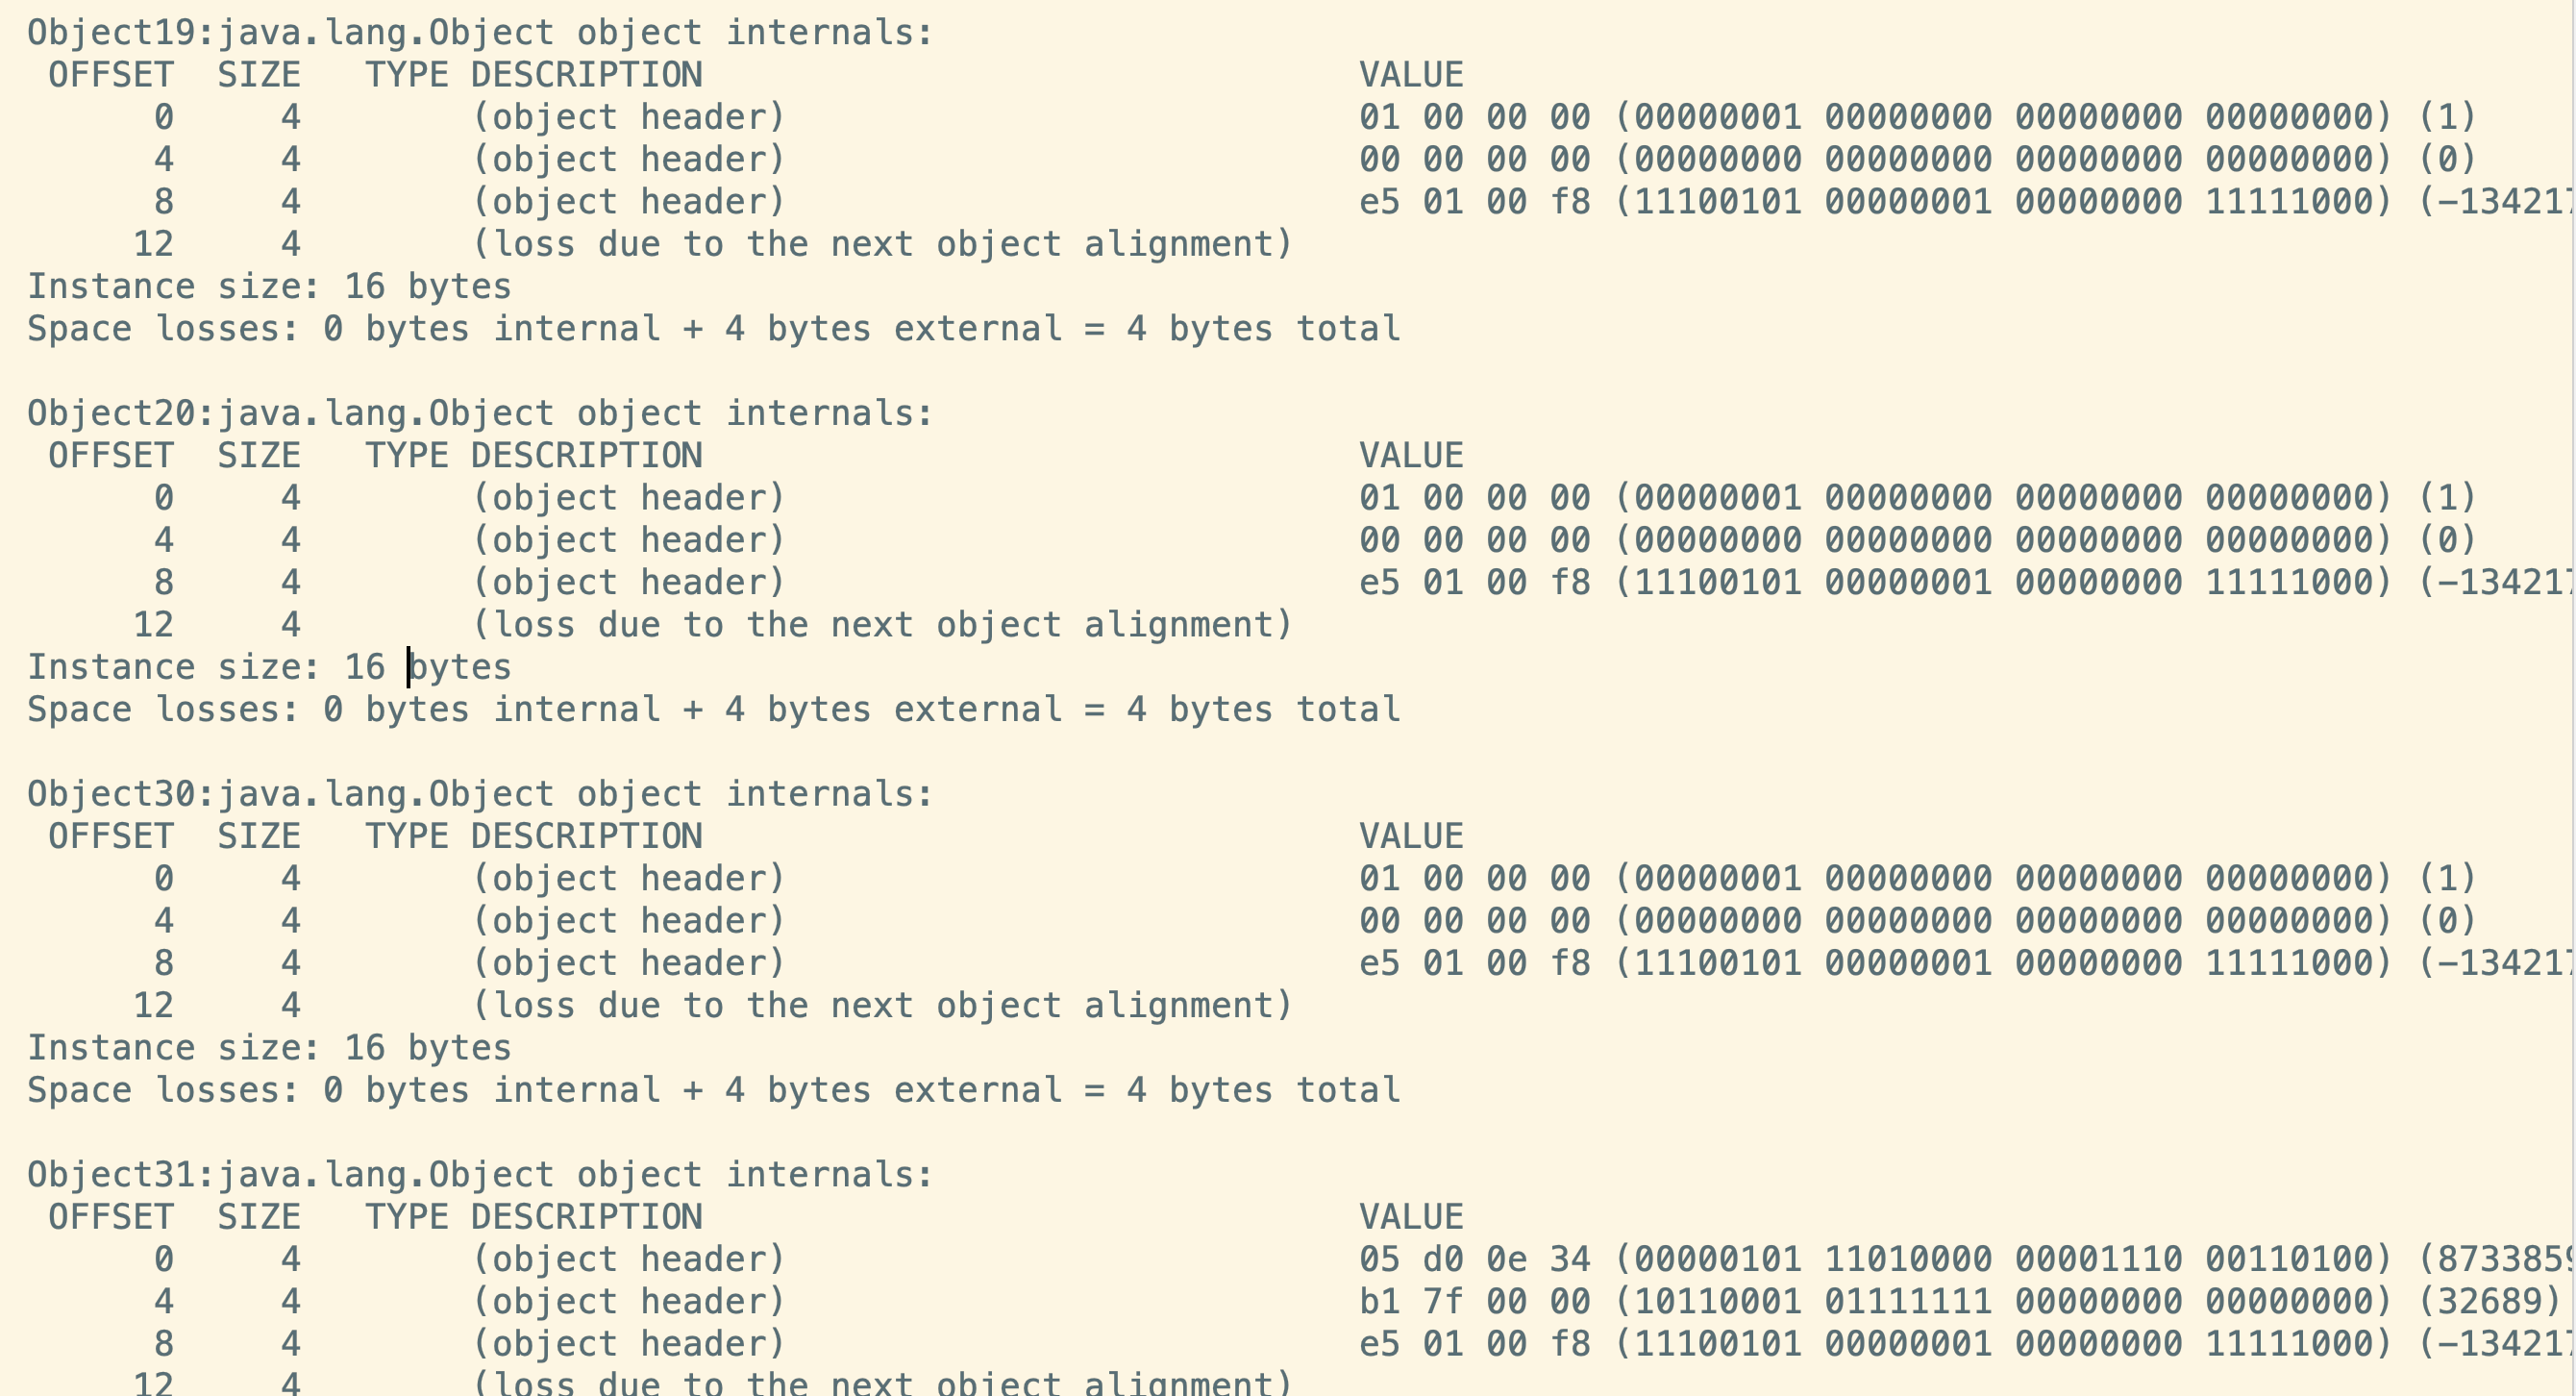 Object19:java.lang.Object object internals:
 OFFSET  SIZE   TYPE DESCRIPTION                               VALUE
      0     4        (object header)                           01 00 00 00 (00000001 00000000 00000000 00000000) (1)
      4     4        (object header)                           00 00 00 00 (00000000 00000000 00000000 00000000) (0)
      8     4        (object header)                           e5 01 00 f8 (11100101 00000001 00000000 11111000) (-13421
     12     4        (loss due to the next object alignment)
Instance size: 16 bytes
Space losses: 0 bytes internal + 4 bytes external = 4 bytes total

Object20:java.lang.Object object internals:
 OFFSET  SIZE   TYPE DESCRIPTION                               VALUE
      0     4        (object header)                           01 00 00 00 (00000001 00000000 00000000 00000000) (1)
      4     4        (object header)                           00 00 00 00 (00000000 00000000 00000000 00000000) (0)
      8     4        (object header)                           e5 01 00 f8 (11100101 00000001 00000000 11111000) (-13421
     12     4        (loss due to the next object alignment)
Instance size: 16 bytes
Space losses: 0 bytes internal + 4 bytes external = 4 bytes total

Object30:java.lang.Object object internals:
 OFFSET  SIZE   TYPE DESCRIPTION                               VALUE
      0     4        (object header)                           01 00 00 00 (00000001 00000000 00000000 00000000) (1)
      4     4        (object header)                           00 00 00 00 (00000000 00000000 00000000 00000000) (0)
      8     4        (object header)                           e5 01 00 f8 (11100101 00000001 00000000 11111000) (-13421
     12     4        (loss due to the next object alignment)
Instance size: 16 bytes
Space losses: 0 bytes internal + 4 bytes external = 4 bytes total

Object31:java.lang.Object object internals:
 OFFSET  SIZE   TYPE DESCRIPTION                               VALUE
      0     4        (object header)                           05 d0 0e 34 (00000101 11010000 00001110 00110100) (873385
      4     4        (object header)                           b1 7f 00 00 (10110001 01111111 00000000 00000000) (32689)
      8     4        (object header)                           e5 01 00 f8 (11100101 00000001 00000000 11111000) (-13421
     12     4        (loss due to the next object alignment)